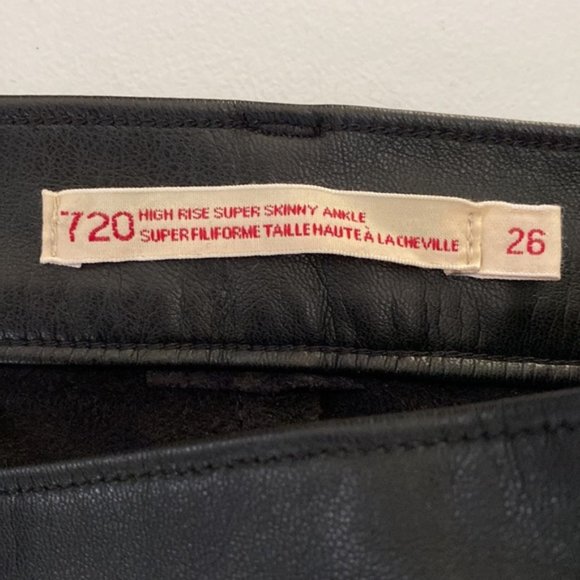 720 HIGH RISE SUPER SKINNY ANKLE
SUPER FILIFORME TAILLE HAUTE À LA CHEVILLE
26